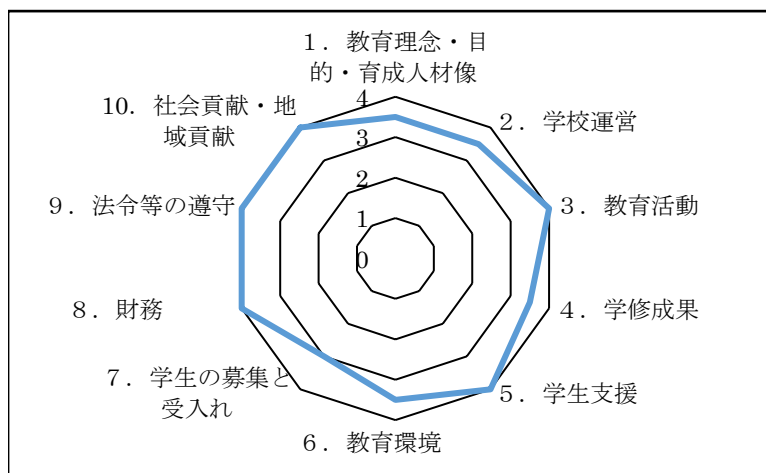 １．教育理念・目
的・育成人材像
２．学校運営
３．教育活動
４．学修成果
５．学生支援
６．教育環境
７．学生の募集と
受入れ
８．財務
９．法令等の遵守
10．社会貢献・地
域貢献
4
3
2
1
0